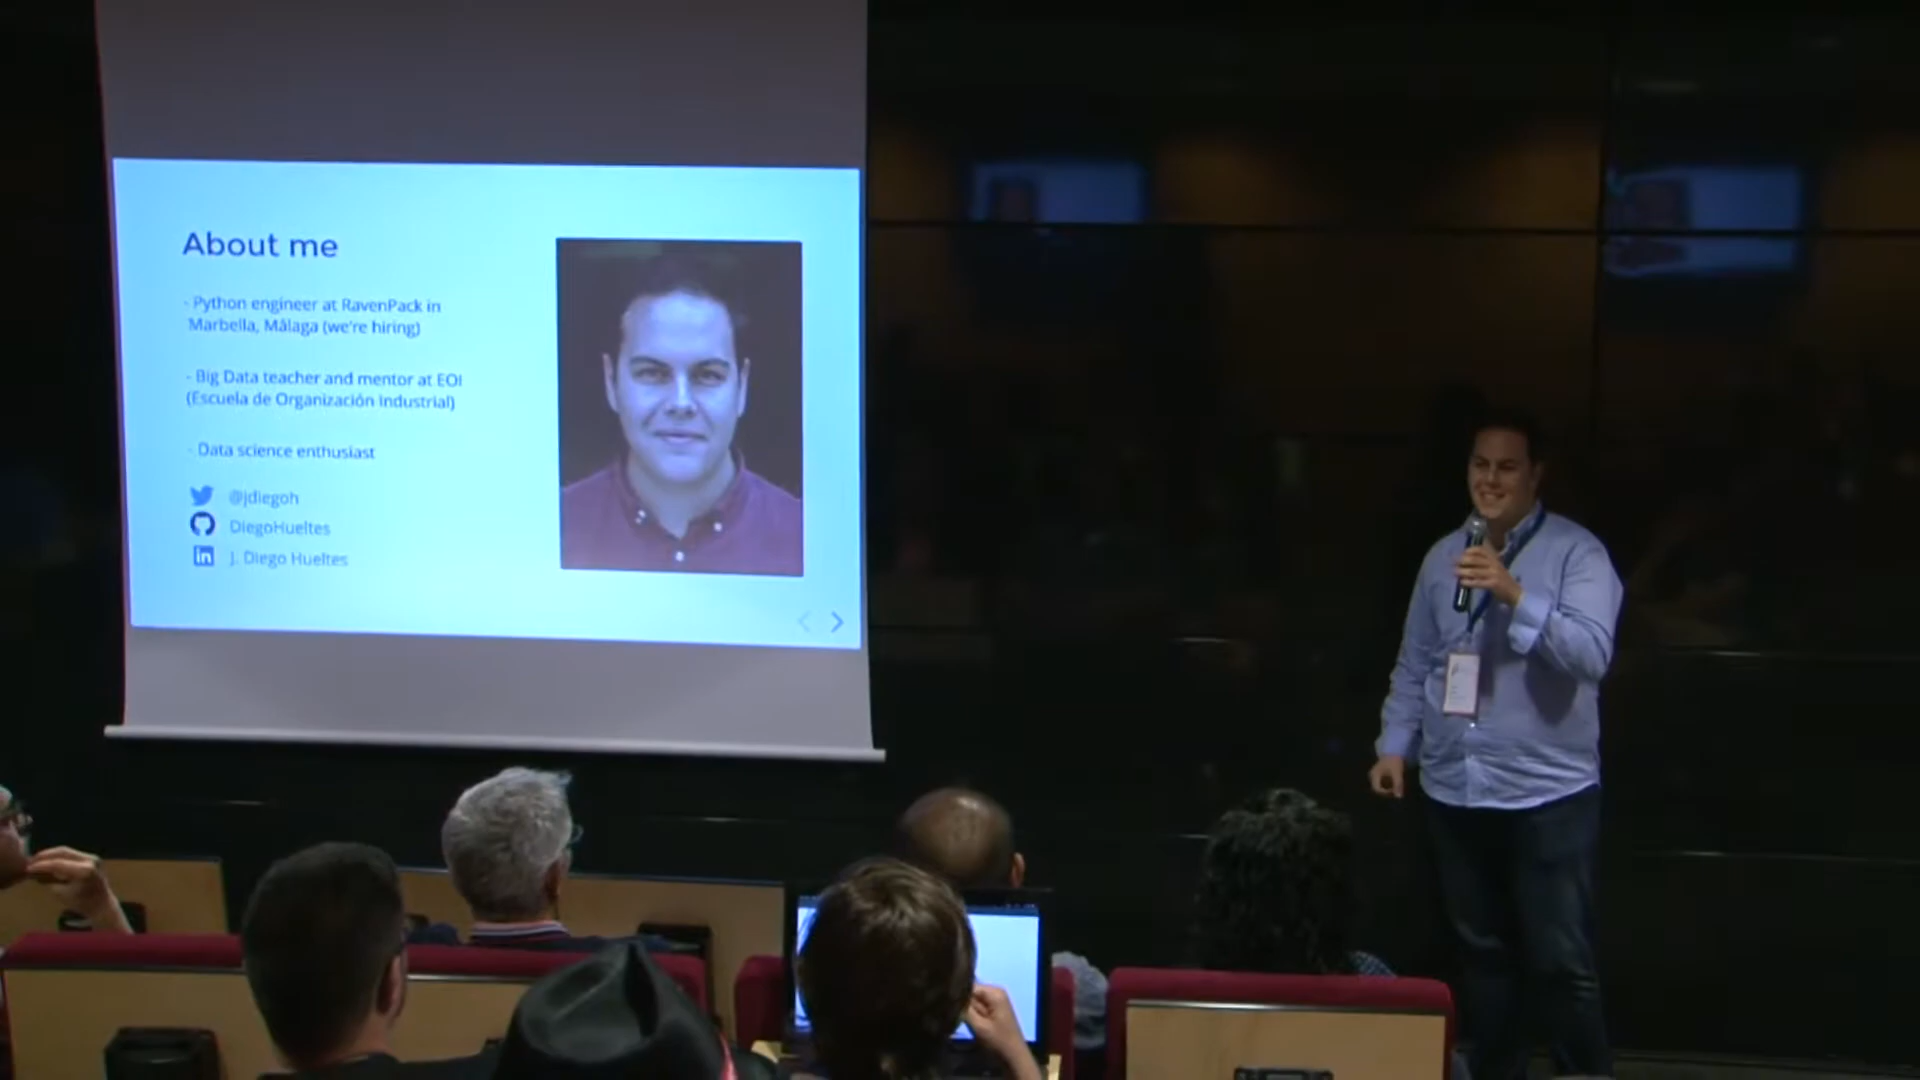 About me
- Python engineer at RavenPack in
Marbella, Málaga (we're hiring)
- Big Data teacher and mentor at EOI
(Escuela de Organización Industrial)
- Data science enthusiast
@jdiegoh
DiegoHueltes
in J. Diego Hueltes